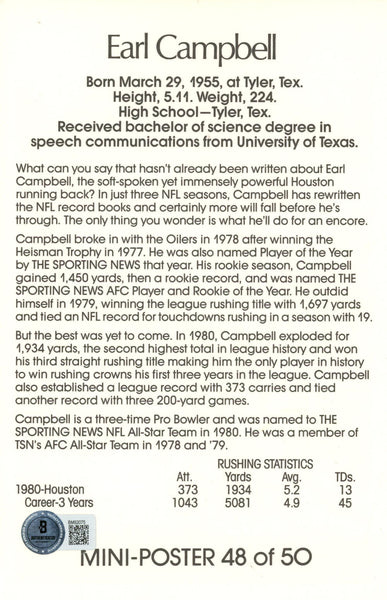 Earl Campbell
Born March 29, 1955, at Tyler, Tex.
Height, 5.11. Weight, 224.
High School—Tyler, Tex.
Received bachelor of science degree in
speech communications from University of Texas.
What can you say that hasn't already been written about Earl
Campbell, the soft-spoken yet immensely powerful Houston
running back? In just three NFL seasons, Campbell has rewritten
the NFL record books and certainly more will fall before he's
through. The only thing you wonder is what he'll do for an encore.
Campbell broke in with the Oilers in 1978 after winning the
Heisman Trophy in 1977. He was also named Player of the Year
by THE SPORTING NEWS that year. His rookie season, Campbell
gained 1,450 yards, then a rookie record, and was named THE
SPORTING NEWS AFC Player and Rookie of the Year. He outdid
himself in 1979, winning the league rushing title with 1,697 yards
and tied an NFL record for touchdowns rushing in a season with 19.
But the best was yet to come. In 1980, Campbell exploded for
1,934 yards, the second highest total in league history and won
his third straight rushing title making him the only player in history
to win rushing crowns his first three years in the league. Campbell
also established a league record with 373 carries and tied
another record with three 200-yard games.
Campbell is a three-time Pro Bowler and was named to THE
SPORTING NEWS NFL All-Star Team in 1980. He was a member of
TSN's AFC All-Star Team in 1978 and '79.
RUSHING STATISTICS
Att. Yards Avg. TDs.
1980-Houston 373 1934 5.2 13
Career-3 Years 1043 5081 4.9 45
MINI-POSTER 48 of 50